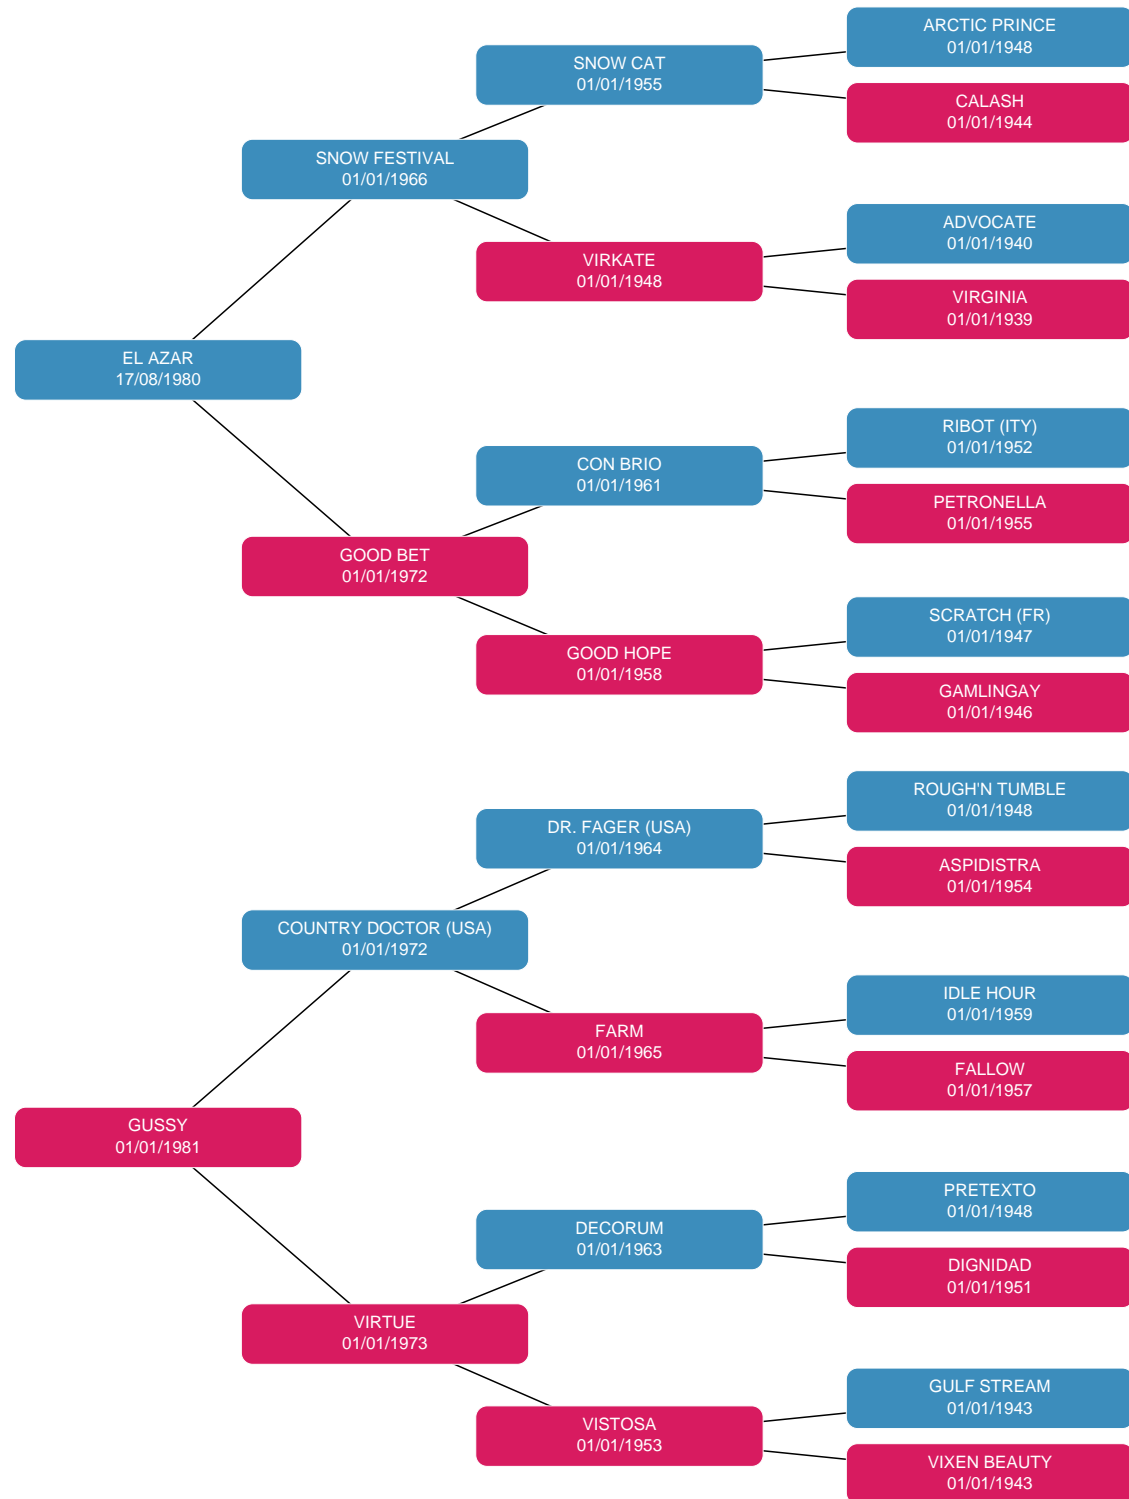 ARCTIC PRINCE
01/01/1948
SNOW CAT
01/01/1955
CALASH
01/01/1944
SNOW FESTIVAL
01/01/1966
ADVOCATE
01/01/1940
VIRKATE
01/01/1948
VIRGINIA
01/01/1939
EL AZAR
17/08/1980
RIBOT (ITY)
01/01/1952
CON BRIO
01/01/1961
PETRONELLA
01/01/1955
GOOD BET
01/01/1972
SCRATCH (FR)
01/01/1947
GOOD HOPE
01/01/1958
GAMLINGAY
01/01/1946
ROUGH'N TUMBLE
01/01/1948
DR. FAGER (USA)
01/01/1964
ASPIDISTRA
01/01/1954
COUNTRY DOCTOR (USA)
01/01/1972
IDLE HOUR
01/01/1959
FARM
01/01/1965
FALLOW
01/01/1957
GUSSY
01/01/1981
PRETEXTO
01/01/1948
DECORUM
01/01/1963
DIGNIDAD
01/01/1951
VIRTUE
01/01/1973
GULF STREAM
01/01/1943
VISTOSA
01/01/1953
VIXEN BEAUTY
01/01/1943